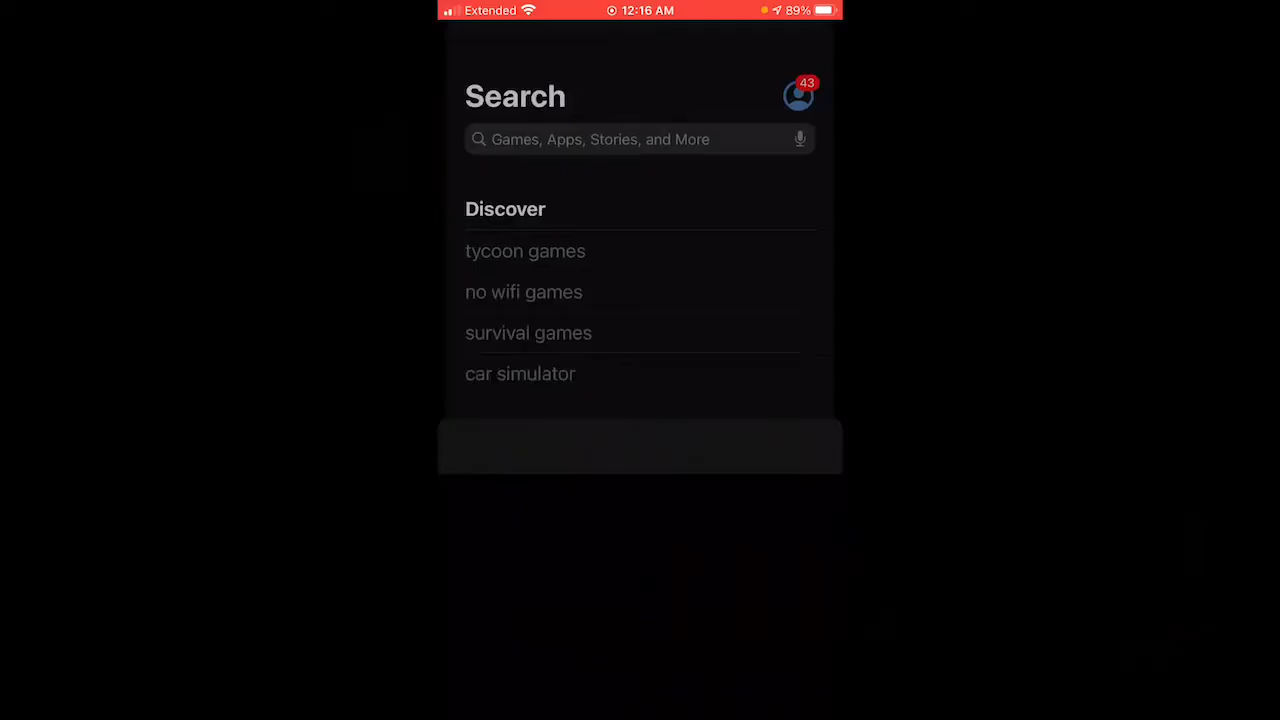 Extended 12:16 AM 89%
Search
43
Games, Apps, Stories, and More
Discover
tycoon games
no wifi games
survival games
car simulator